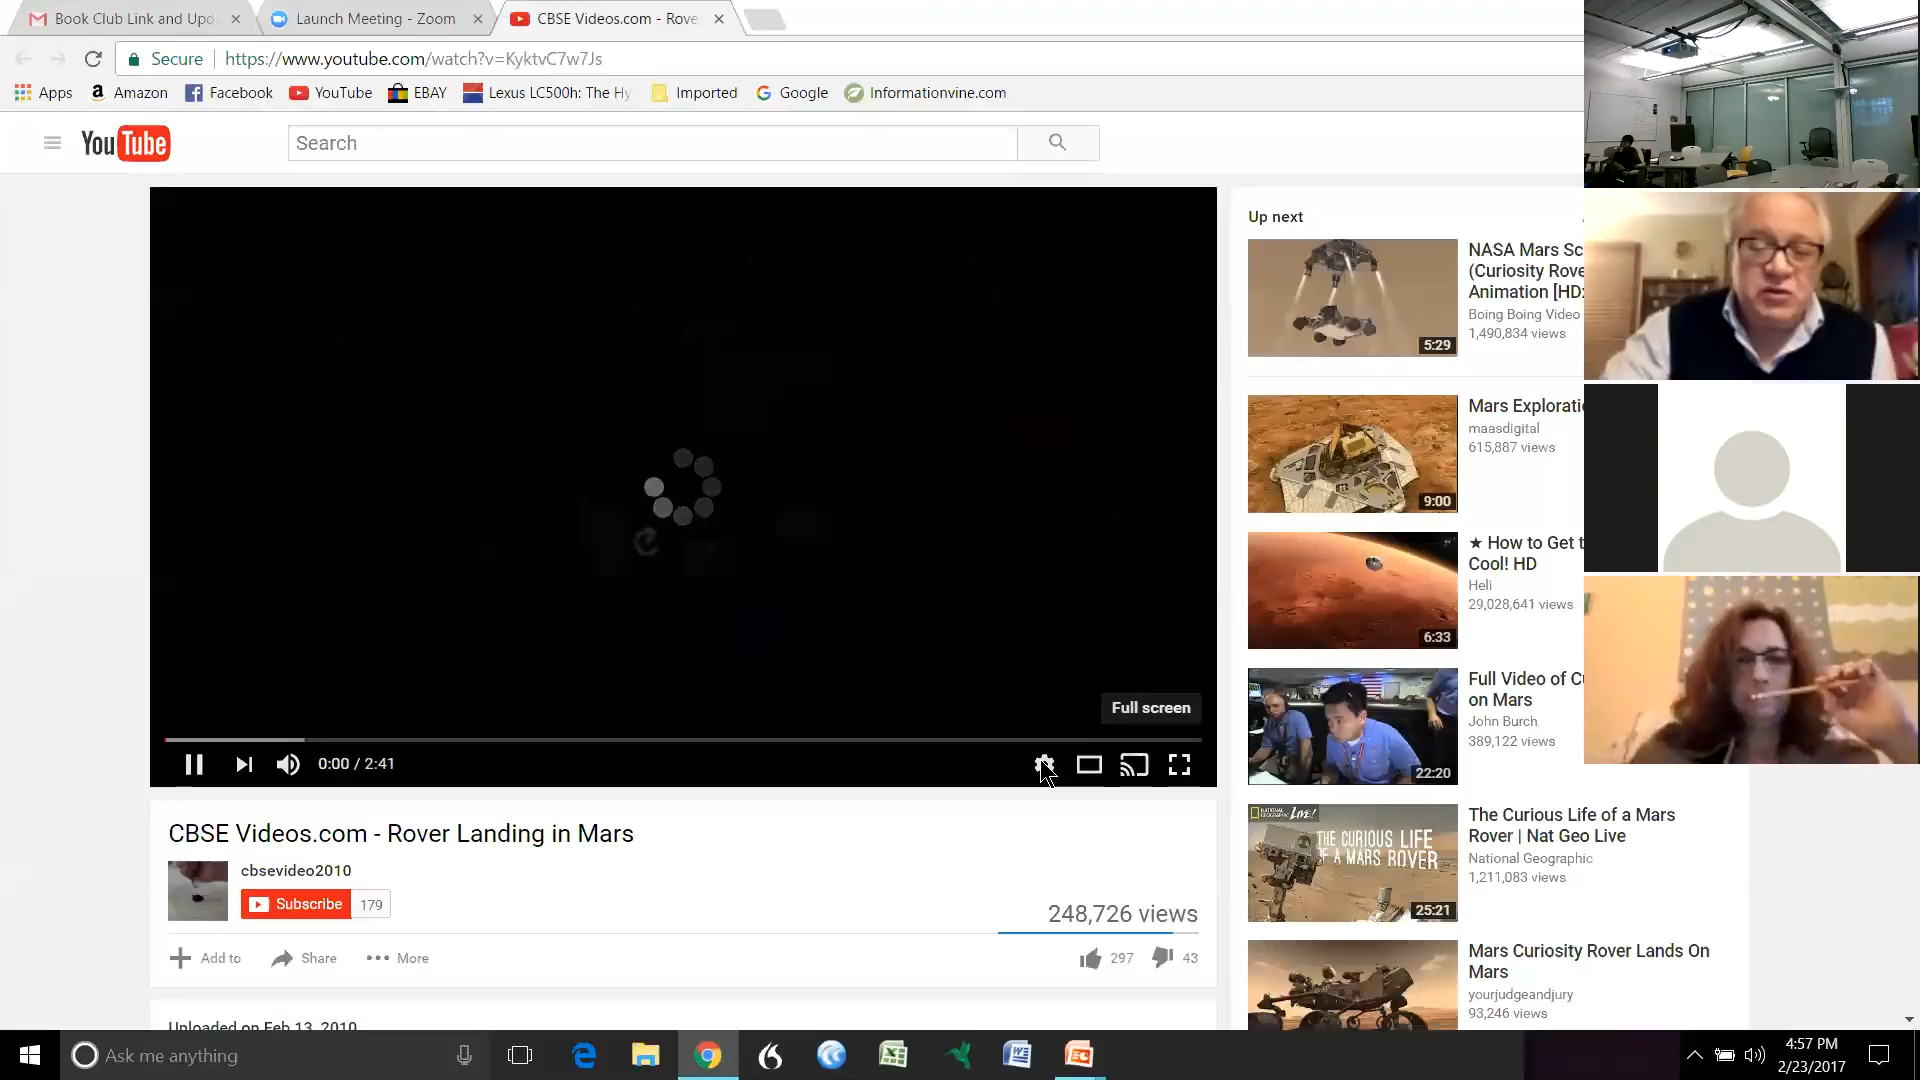 Book Club Link and Upd
Launch Meeting - Zoom
CBSE Videos.com - Rove
Secure
https://www.youtube.com/watch?v=KyktvC7w7Js
Apps
Amazon
Facebook
YouTube
EBAY
Lexus LC500h: The Hy
Imported
Google
Informationvine.com
YouTube
Search
Full screen
0:00 / 2:41
CBSE Videos.com - Rover Landing in Mars
cbsevideo2010
Subscribe 179
248,726 views
Add to
Share
More
297
43
Uploaded on Feb 13, 2010
Up next
NASA Mars Sc
(Curiosity Rove
Animation [HD
Boing Boing Video
1,490,834 views
5:29
Mars Explorati
maasdigital
615,887 views
9:00
★ How to Get t
Cool! HD
Heli
29,028,641 views
6:33
Full Video of C
on Mars
John Burch
389,122 views
22:20
NATIONAL GEOGRAPHIC LIVE!
THE CURIOUS LIFE
OF A MARS ROVER
25:21
The Curious Life of a Mars
Rover | Nat Geo Live
National Geographic
1,211,083 views
Mars Curiosity Rover Lands On
Mars
yourjudgeandjury
93,246 views
Ask me anything
4:57 PM
2/23/2017